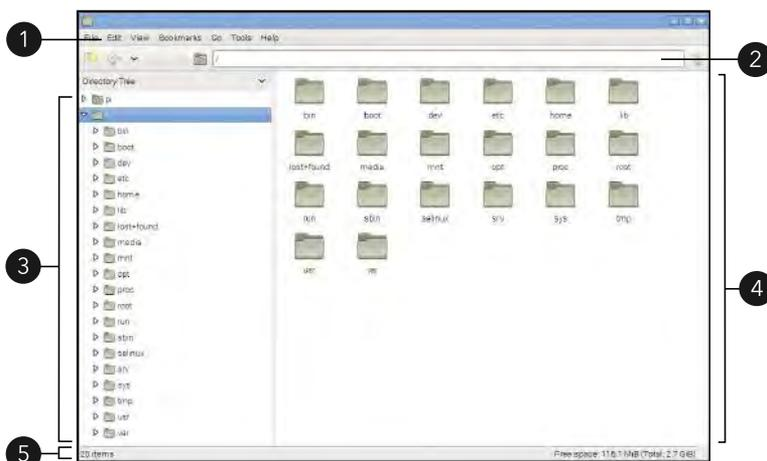 1
File Edit View Bookmarks Go Tools Help
/
2
Directory Tree
pi
/
bin
boot
dev
etc
home
lib
lost+found
media
mnt
opt
proc
root
run
sbin
selinux
srv
sys
tmp
usr
var
bin boot dev etc home lib
lost+found media mnt opt proc root
run sbin selinux srv sys tmp
usr var
3
4
5
20 items
Free space: 116.1 MiB (Total: 2.7 GiB)